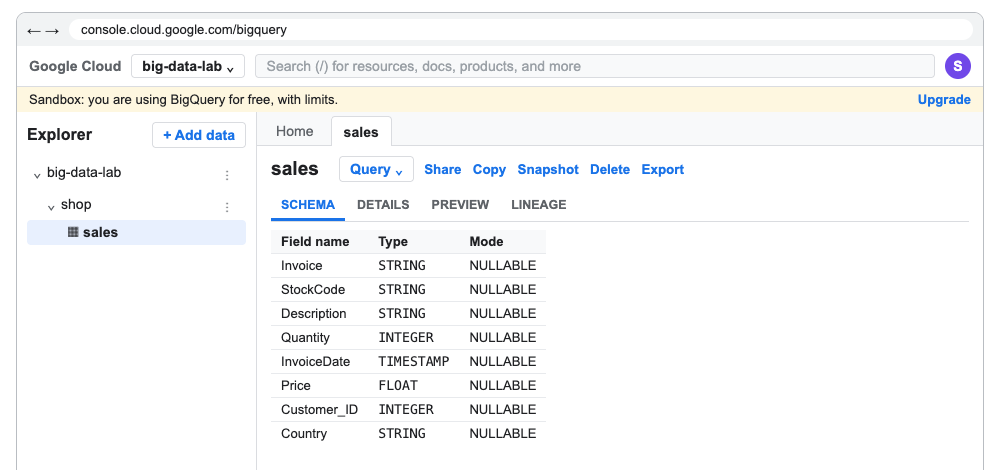 console.cloud.google.com/bigquery
Google Cloud big-data-lab Search (/) for resources, docs, products, and more S
Sandbox: you are using BigQuery for free, with limits. Upgrade
Explorer + Add data
big-data-lab
shop
sales
Home sales
sales Query Share Copy Snapshot Delete Export
SCHEMA DETAILS PREVIEW LINEAGE
Field name Type Mode
Invoice STRING NULLABLE
StockCode STRING NULLABLE
Description STRING NULLABLE
Quantity INTEGER NULLABLE
InvoiceDate TIMESTAMP NULLABLE
Price FLOAT NULLABLE
Customer_ID INTEGER NULLABLE
Country STRING NULLABLE